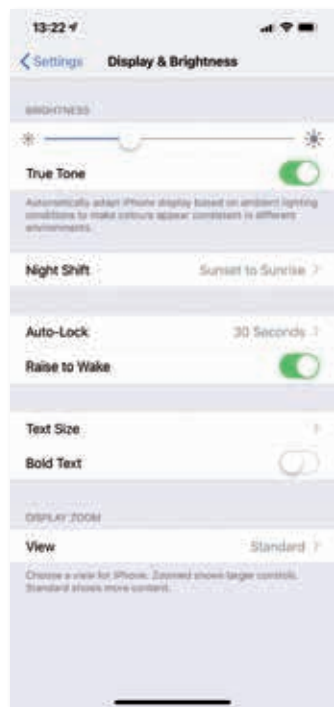 13:22
Settings Display & Brightness
BRIGHTNESS
True Tone
Automatically adapt iPhone display based on ambient lighting
conditions to make colours appear consistent in different
environments.
Night Shift Sunset to Sunrise
Auto-Lock 30 Seconds
Raise to Wake
Text Size
Bold Text
DISPLAY ZOOM
View Standard
Choose a view for iPhone. Zoomed shows larger controls.
Standard shows more content.